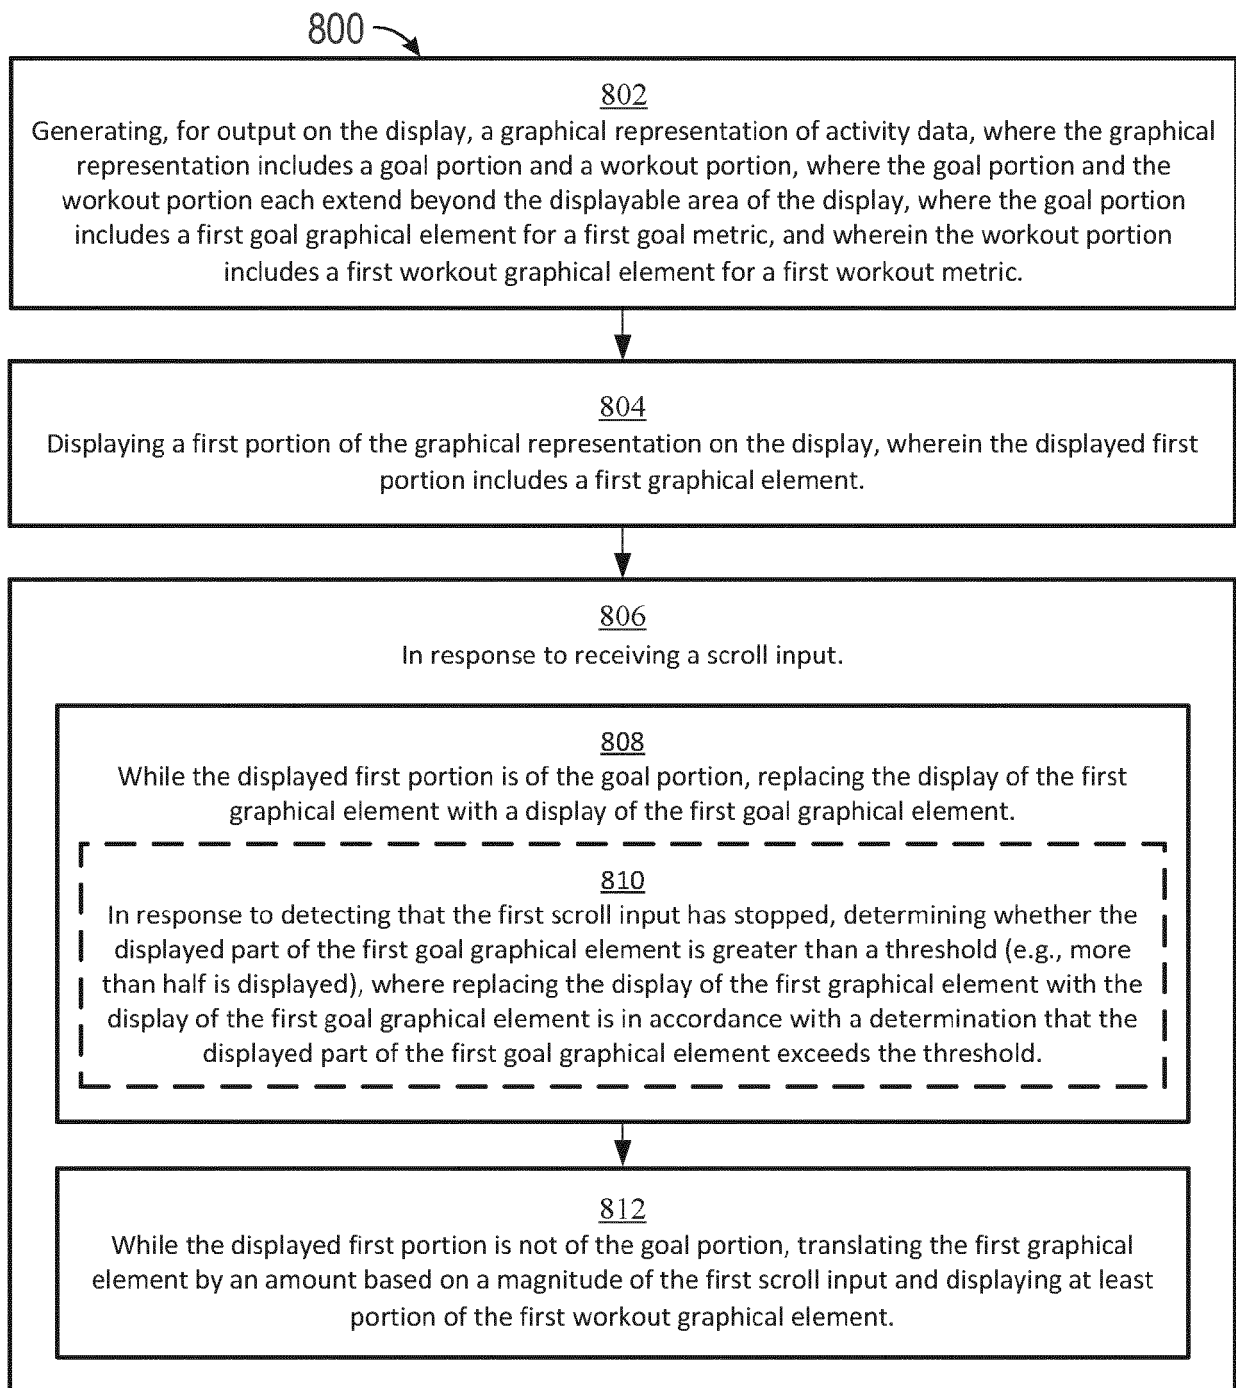 800
802
Generating, for output on the display, a graphical representation of activity data, where the graphical
representation includes a goal portion and a workout portion, where the goal portion and the
workout portion each extend beyond the displayable area of the display, where the goal portion
includes a first goal graphical element for a first goal metric, and wherein the workout portion
includes a first workout graphical element for a first workout metric.
804
Displaying a first portion of the graphical representation on the display, wherein the displayed first
portion includes a first graphical element.
806
In response to receiving a scroll input.
808
While the displayed first portion is of the goal portion, replacing the display of the first
graphical element with a display of the first goal graphical element.
810
In response to detecting that the first scroll input has stopped, determining whether the
displayed part of the first goal graphical element is greater than a threshold (e.g., more
than half is displayed), where replacing the display of the first graphical element with the
display of the first goal graphical element is in accordance with a determination that the
displayed part of the first goal graphical element exceeds the threshold.
812
While the displayed first portion is not of the goal portion, translating the first graphical
element by an amount based on a magnitude of the first scroll input and displaying at least
portion of the first workout graphical element.